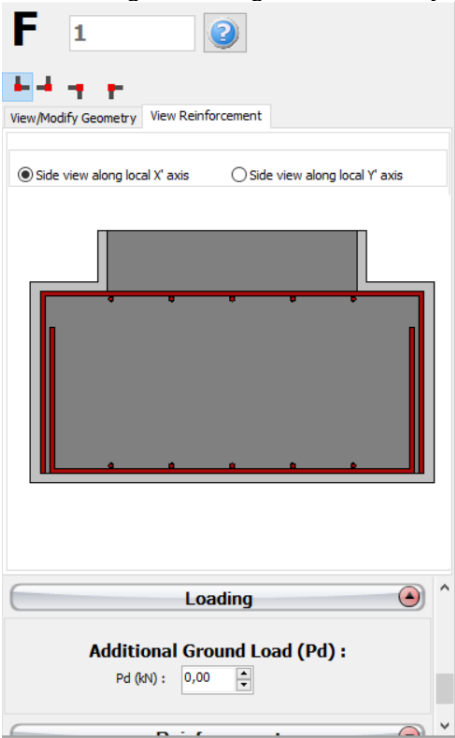 F 1
View/Modify Geometry View Reinforcement
Side view along local X' axis Side view along local Y' axis
Loading
Additional Ground Load (Pd) :
Pd (kN) : 0,00